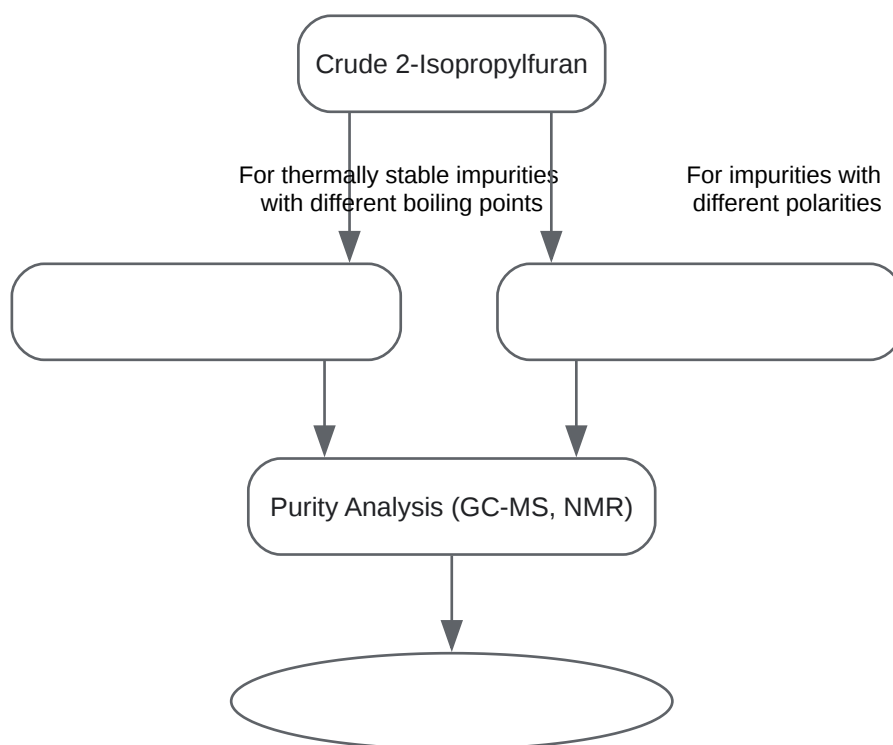 Crude 2-Isopropylfuran
For thermally stable impurities
with different boiling points
For impurities with
different polarities
Purity Analysis (GC-MS, NMR)